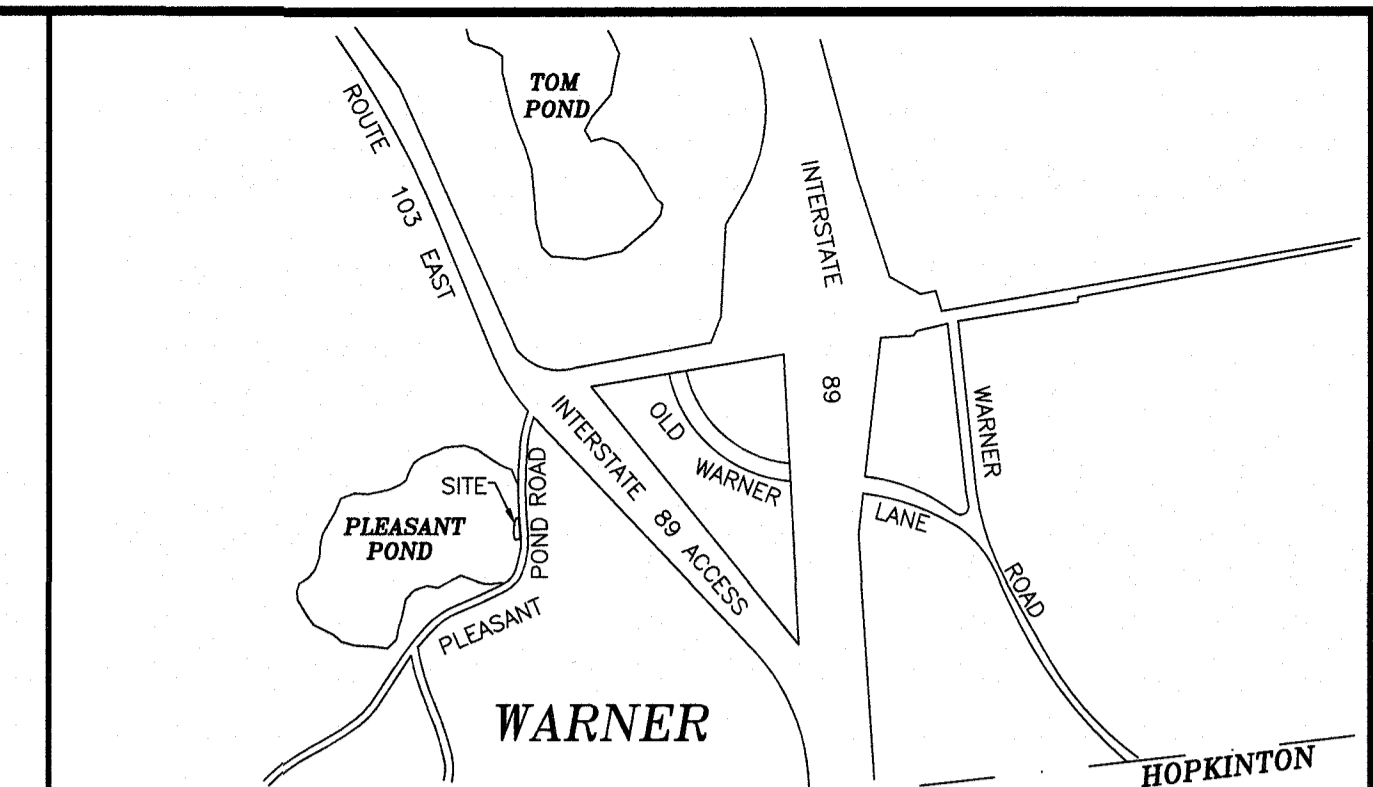 TOM
POND
ROUTE 103 EAST
INTERSTATE 89
INTERSTATE 89 ACCESS
OLD WARNER LANE
WARNER ROAD
SITE
PLEASANT
POND
PLEASANT POND ROAD
WARNER
HOPKINTON